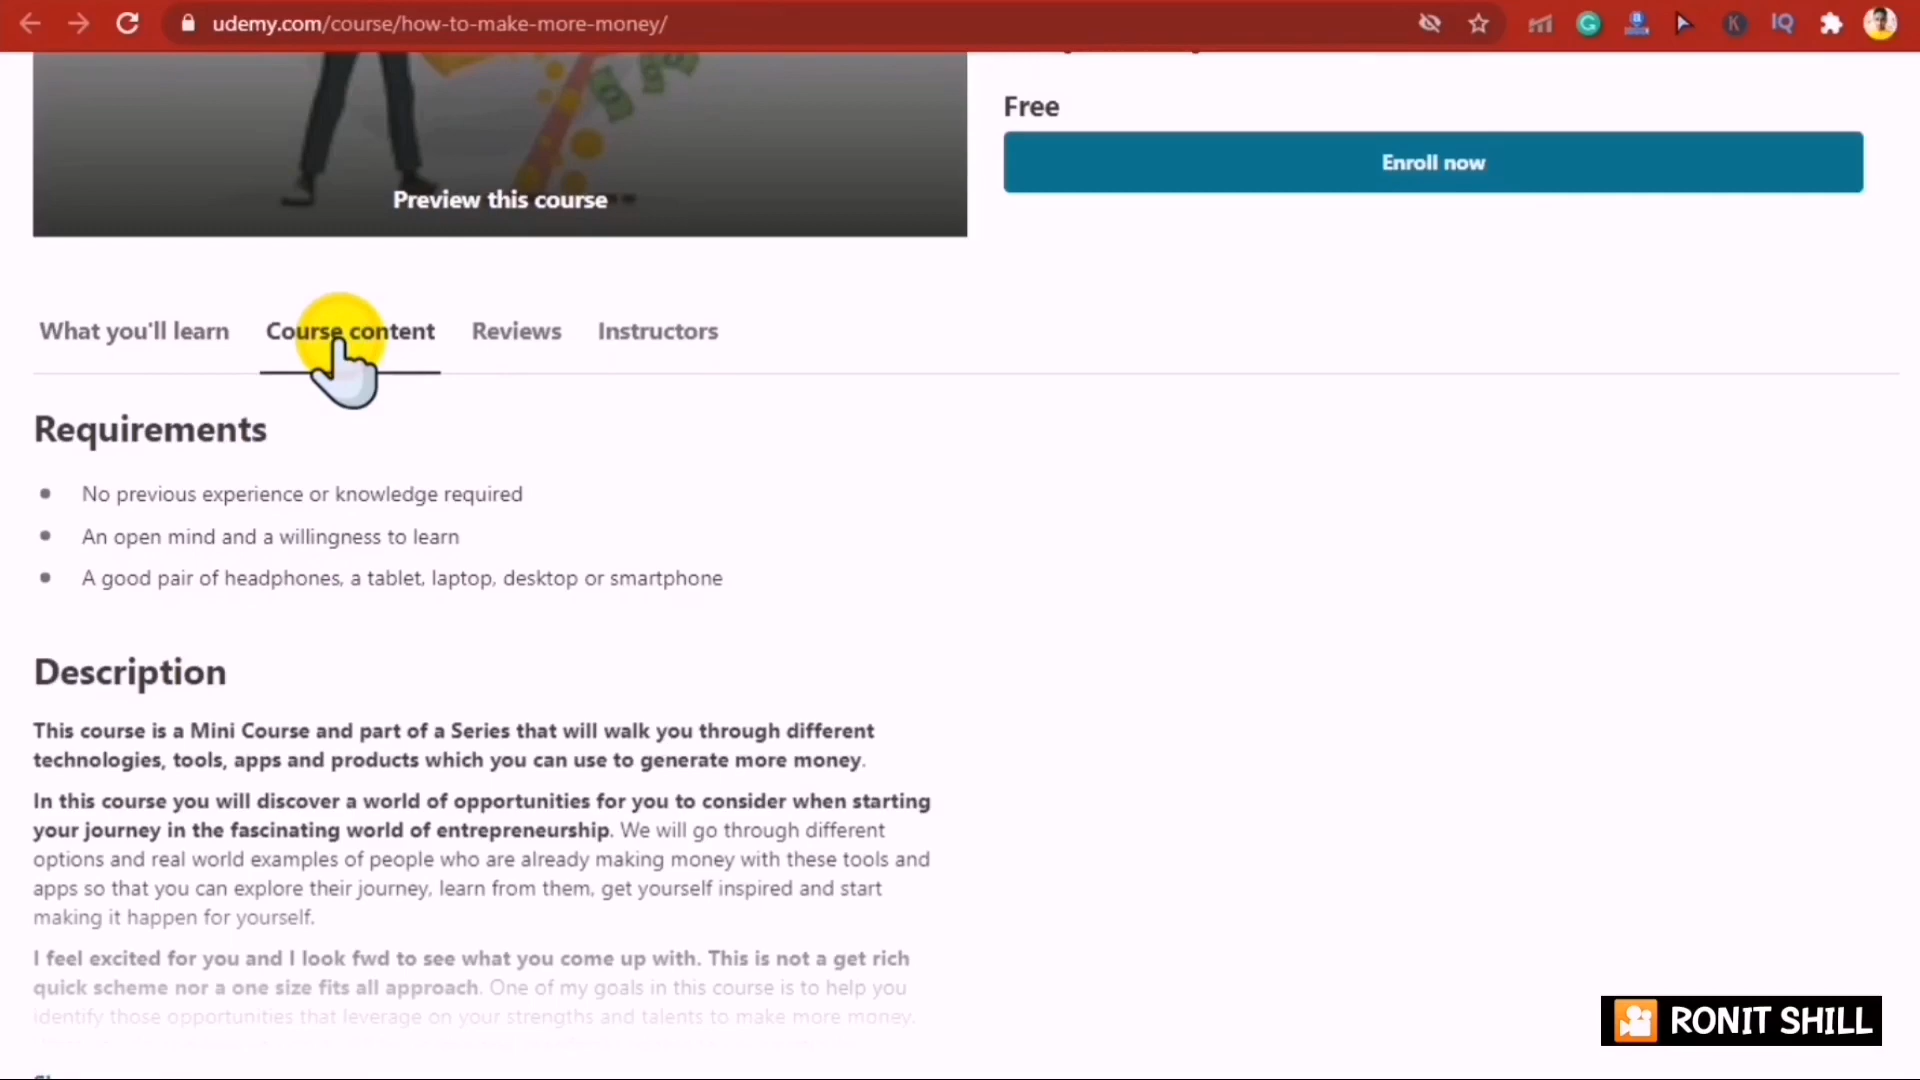 udemy.com/course/how-to-make-more-money/
K
IQ
Free
Enroll now
Preview this course
What you'll learn
Course content
Reviews
Instructors
Requirements
No previous experience or knowledge required
An open mind and a willingness to learn
A good pair of headphones, a tablet, laptop, desktop or smartphone
Description
This course is a Mini Course and part of a Series that will walk you through different
technologies, tools, apps and products which you can use to generate more money.
In this course you will discover a world of opportunities for you to consider when starting
your journey in the fascinating world of entrepreneurship. We will go through different
options and real world examples of people who are already making money with these tools and
apps so that you can explore their journey, learn from them, get yourself inspired and start
making it happen for yourself.
I feel excited for you and I look fwd to see what you come up with. This is not a get rich
quick scheme nor a one size fits all approach. One of my goals in this course is to help you
identify those opportunities that leverage on your strengths and talents to make more money.
RONIT SHILL